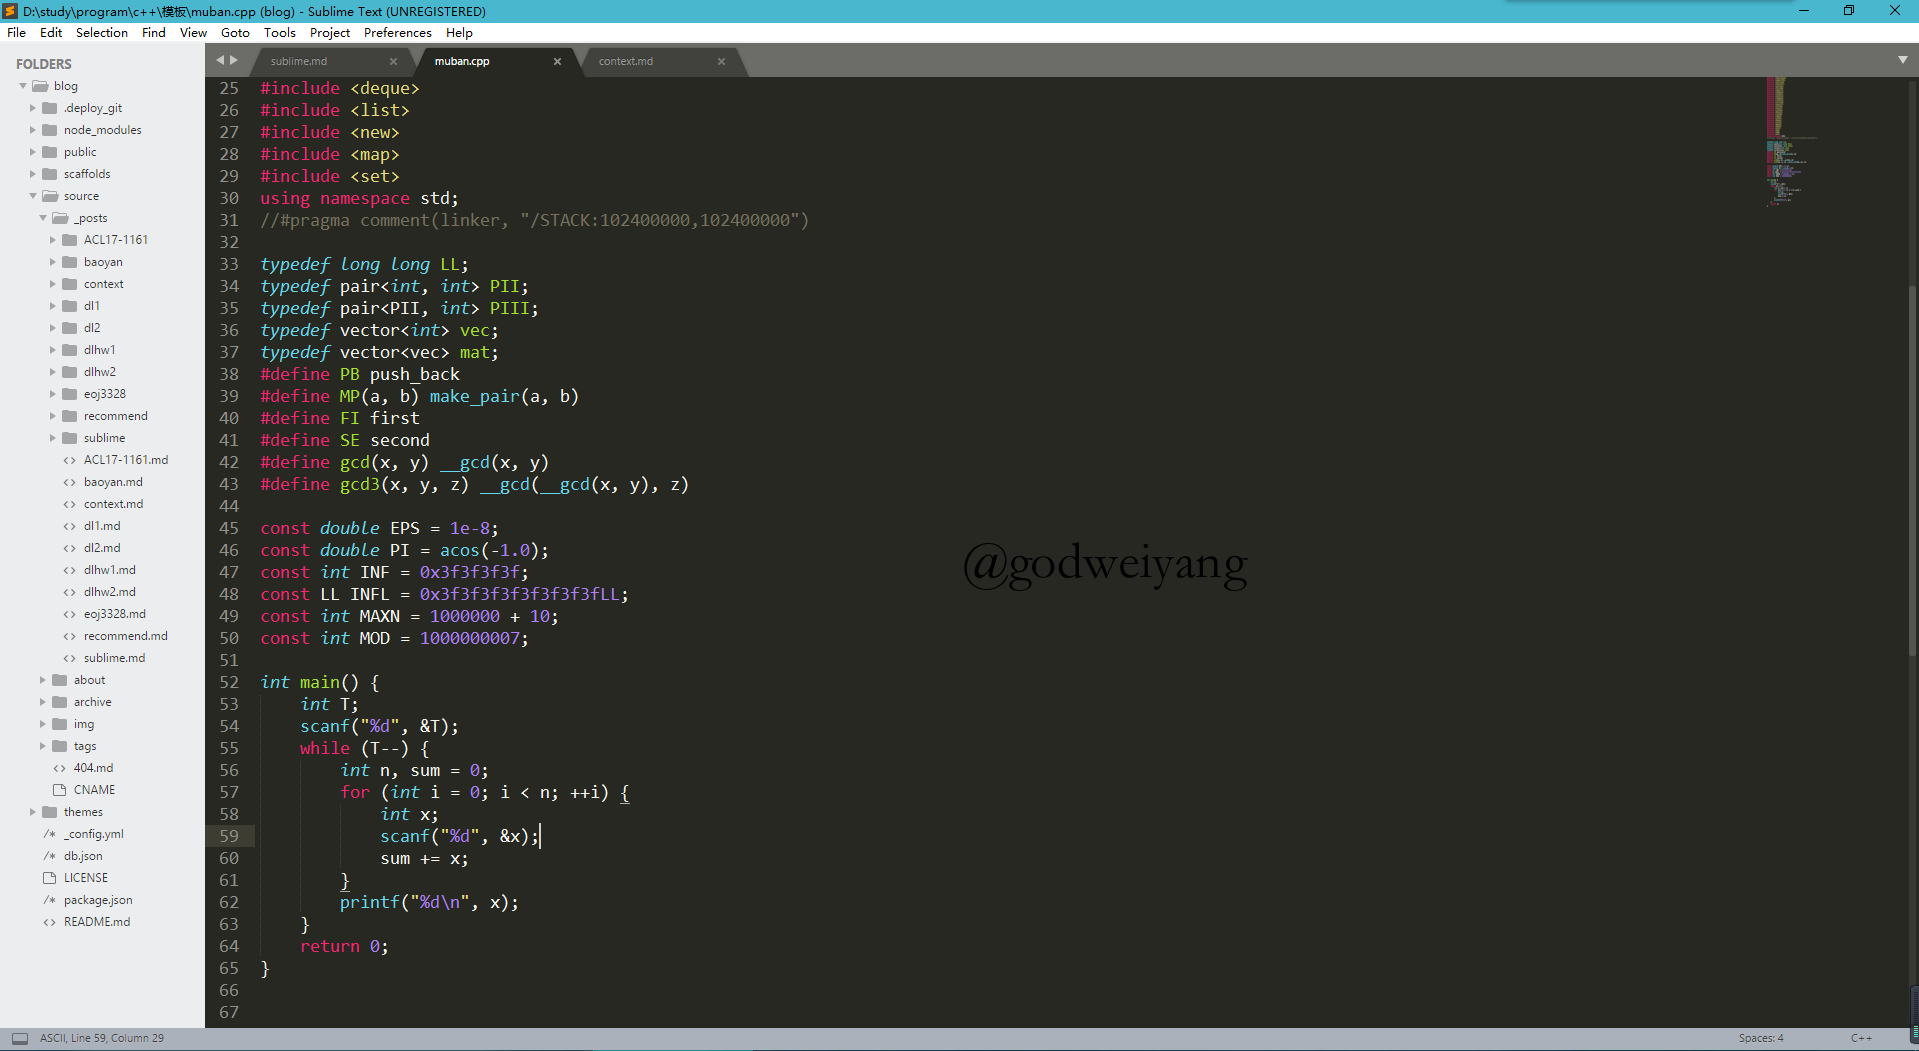 D:\study\program\c++\模板\muban.cpp (blog) - Sublime Text (UNREGISTERED)
File Edit Selection Find View Goto Tools Project Preferences Help
FOLDERS
blog
.deploy_git
node_modules
public
scaffolds
source
_posts
ACL17-1161
baoyan
context
dl1
dl2
dlhw1
dlhw2
eoj3328
recommend
sublime
ACL17-1161.md
baoyan.md
context.md
dl1.md
dl2.md
dlhw1.md
dlhw2.md
eoj3328.md
recommend.md
sublime.md
about
archive
img
tags
404.md
CNAME
themes
_config.yml
db.json
LICENSE
package.json
README.md
sublime.md muban.cpp context.md
25 #include <deque>
26 #include <list>
27 #include <new>
28 #include <map>
29 #include <set>
30 using namespace std;
31 //#pragma comment(linker, "/STACK:102400000,102400000")
32
33 typedef long long LL;
34 typedef pair<int, int> PII;
35 typedef pair<PII, int> PIII;
36 typedef vector<int> vec;
37 typedef vector<vec> mat;
38 #define PB push_back
39 #define MP(a, b) make_pair(a, b)
40 #define FI first
41 #define SE second
42 #define gcd(x, y) __gcd(x, y)
43 #define gcd3(x, y, z) __gcd(__gcd(x, y), z)
44
45 const double EPS = 1e-8;
46 const double PI = acos(-1.0);
47 const int INF = 0x3f3f3f3f;
48 const LL INFL = 0x3f3f3f3f3f3f3f3fLL;
49 const int MAXN = 1000000 + 10;
50 const int MOD = 1000000007;
51
52 int main() {
53     int T;
54     scanf("%d", &T);
55     while (T--) {
56         int n, sum = 0;
57         for (int i = 0; i < n; ++i) {
58             int x;
59             scanf("%d", &x);
60             sum += x;
61         }
62         printf("%d\n", x);
63     }
64     return 0;
65 }
66
67
@godweiyang
ASCII, Line 59, Column 29
Spaces: 4
C++